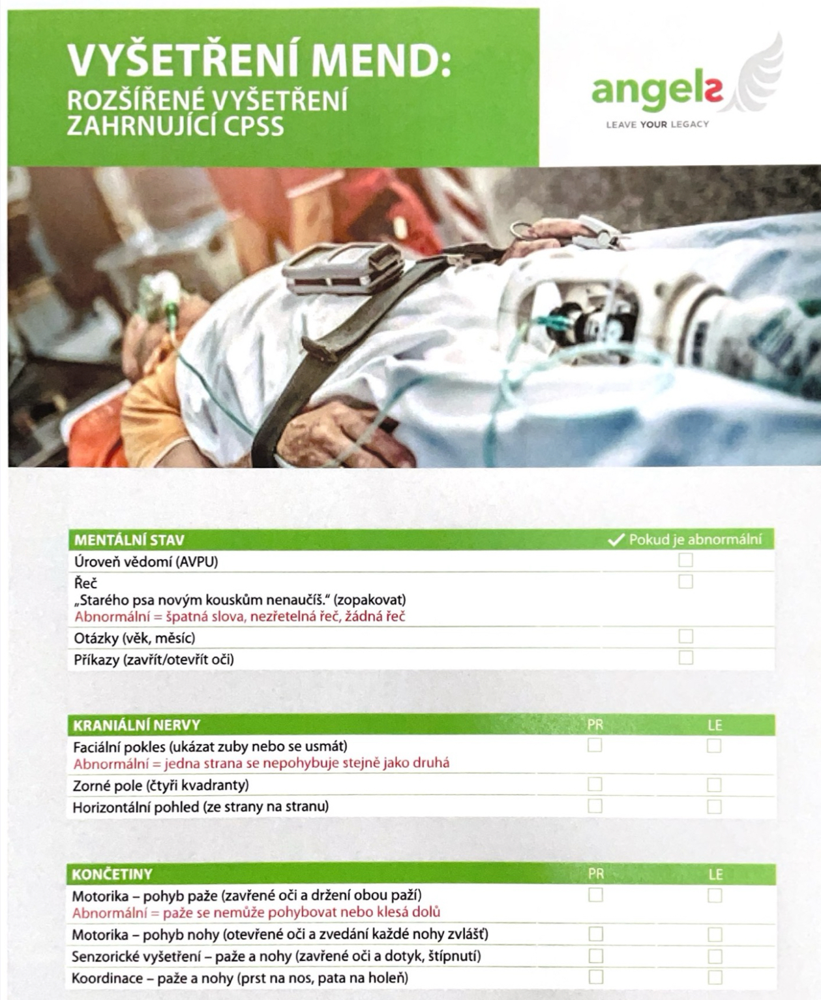 VYŠETŘENÍ MEND:
ROZŠÍŘENÉ VYŠETŘENÍ
ZAHRNUJÍCÍ CPSS
angels
LEAVE YOUR LEGACY
MENTÁLNÍ STAV Pokud je abnormální
Úroveň vědomí (AVPU)
Řeč
„Starého psa novým kouskům nenaučíš.“ (zopakovat)
Abnormální = špatná slova, nezřetelná řeč, žádná řeč
Otázky (věk, měsíc)
Příkazy (zavřít/otevřít oči)
KRANIÁLNÍ NERVY PR LE
Faciální pokles (ukázat zuby nebo se usmát)
Abnormální = jedna strana se nepohybuje stejně jako druhá
Zorné pole (čtyři kvadranty)
Horizontální pohled (ze strany na stranu)
KONČETINY PR LE
Motorika – pohyb paže (zavřené oči a držení obou paží)
Abnormální = paže se nemůže pohybovat nebo klesá dolů
Motorika – pohyb nohy (otevřené oči a zvedání každé nohy zvlášť)
Senzorické vyšetření – paže a nohy (zavřené oči a dotyk, štípnutí)
Koordinace – paže a nohy (prst na nos, pata na holeň)